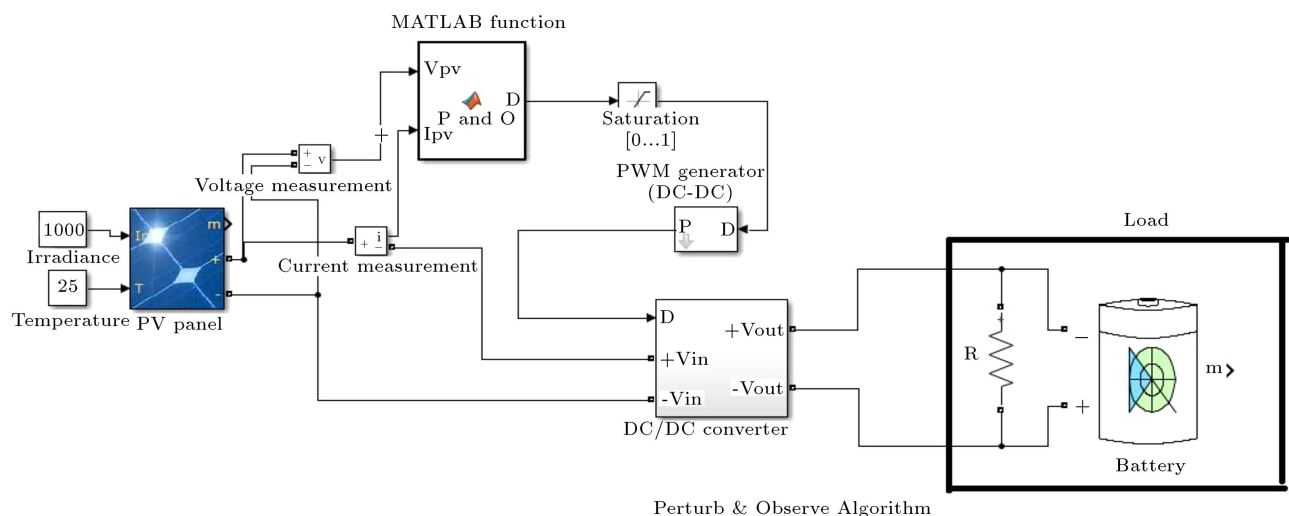 MATLAB function
Vpv
D
P and O
Ipv
Saturation
[0...1]
+
+
−
v
Voltage measurement
PWM generator
(DC-DC)
P
D
1000
Irradiance
25
Temperature
In
T
m
+
-
PV panel
i
+
−
Current measurement
Load
D
+Vin
-Vin
+Vout
-Vout
DC/DC converter
+
R
−
+
m
Battery
Perturb & Observe Algorithm